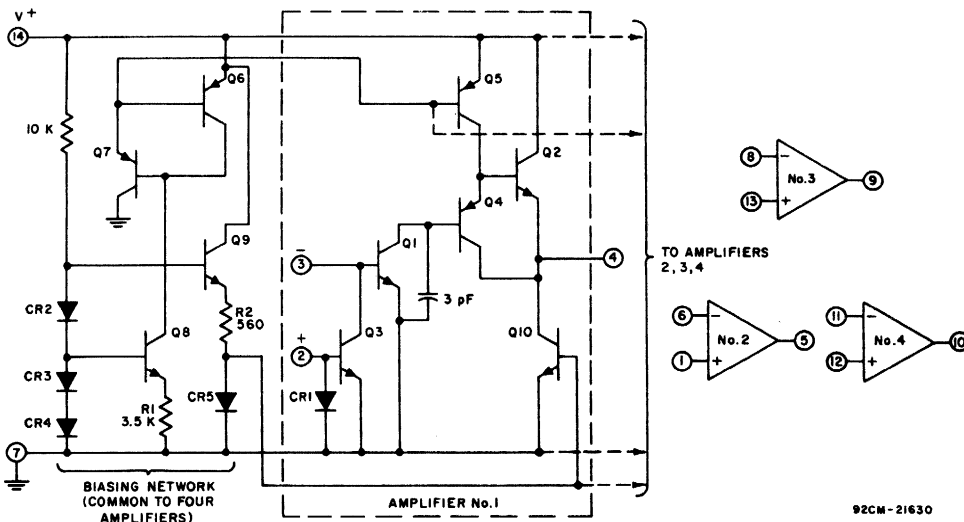 V+
14
Q6
Q5
10 K
Q7
Q2
Q4
8
−
No.3
9
13
+
Q9
Q1
−
3
4
TO AMPLIFIERS
2, 3, 4
3 pF
CR2
Q8
R2
560
Q10
6
−
No.2
5
1
+
11
−
No.4
10
12
+
+
2
Q3
CR3
CR1
R1
3.5 K
CR5
CR4
7
BIASING NETWORK
(COMMON TO FOUR
AMPLIFIERS)
AMPLIFIER No.1
92CM-21630